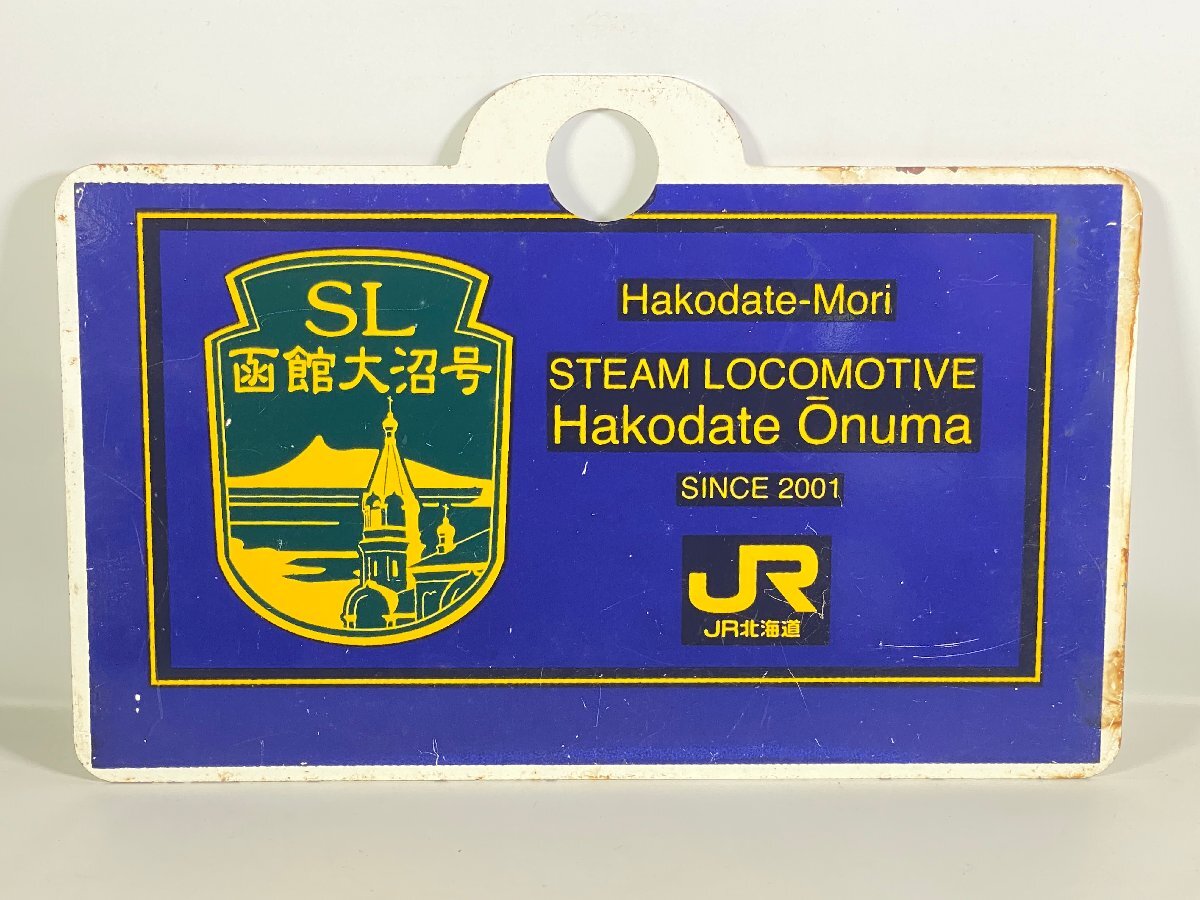 SL
函館大沼号
Hakodate-Mori
STEAM LOCOMOTIVE
Hakodate Ōnuma
SINCE 2001
JR
JR北海道